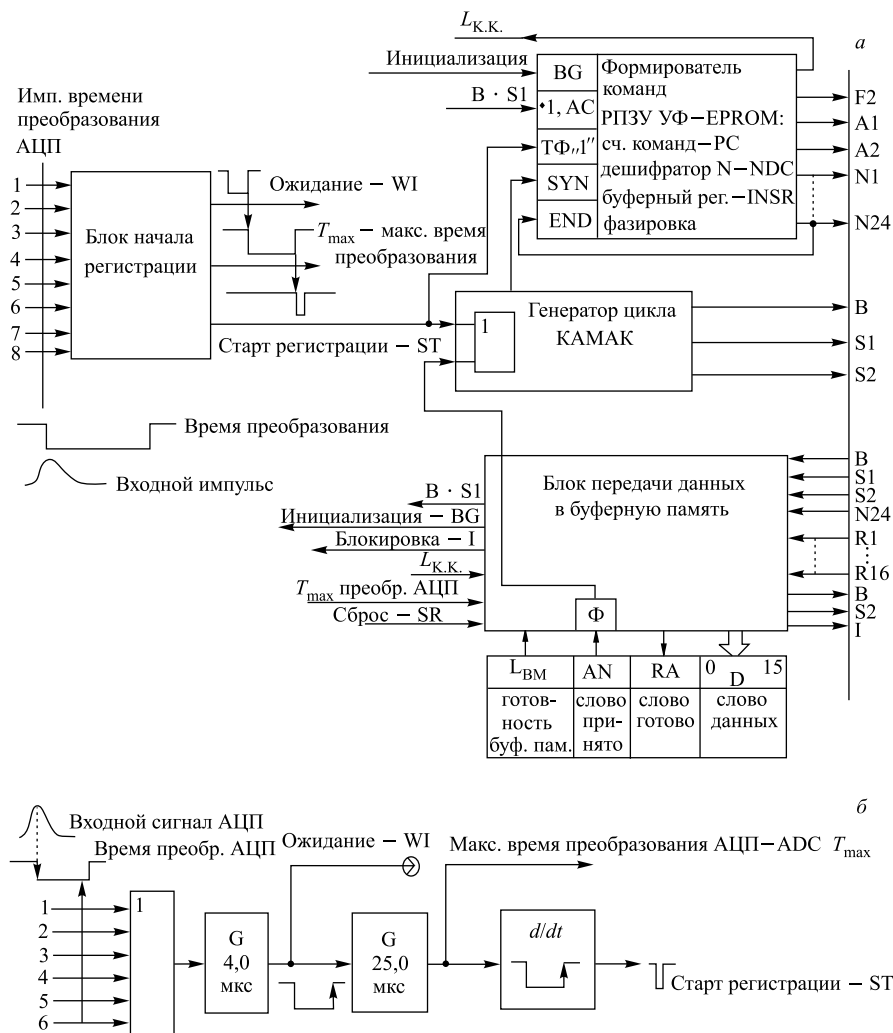 L К.К.
а
Инициализация
BG
Формирователь
команд
РПЗУ УФ–EPROM:
сч. команд–PC
дешифратор N–NDC
буферный рег.–INSR
фазировка
B · S1
+1, AC
ТФ„1”
SYN
END
F2
A1
A2
N1
N24
Имп. времени
преобразования
АЦП
1
2
3
4
5
6
7
8
Блок начала
регистрации
Ожидание – WI
T max – макс. время
преобразования
Старт регистрации – ST
1
Генератор цикла
КАМАК
B
S1
S2
Время преобразования
Входной импульс
B · S1
Инициализация – BG
Блокировка – I
L К.К.
T max преобр. АЦП
Сброс – SR
Блок передачи данных
в буферную память
Ф
B
S1
S2
N24
R1
R16
B
S2
I
L BM
AN
RA
0 D 15
готов-
ность
буф. пам.
слово
при-
нято
слово
готово
слово
данных
б
Входной сигнал АЦП
Время преобр. АЦП
Ожидание – WI
Макс. время преобразования АЦП–ADC T max
1
2
3
4
5
6
1
G
4,0
мкс
G
25,0
мкс
d/dt
Старт регистрации – ST